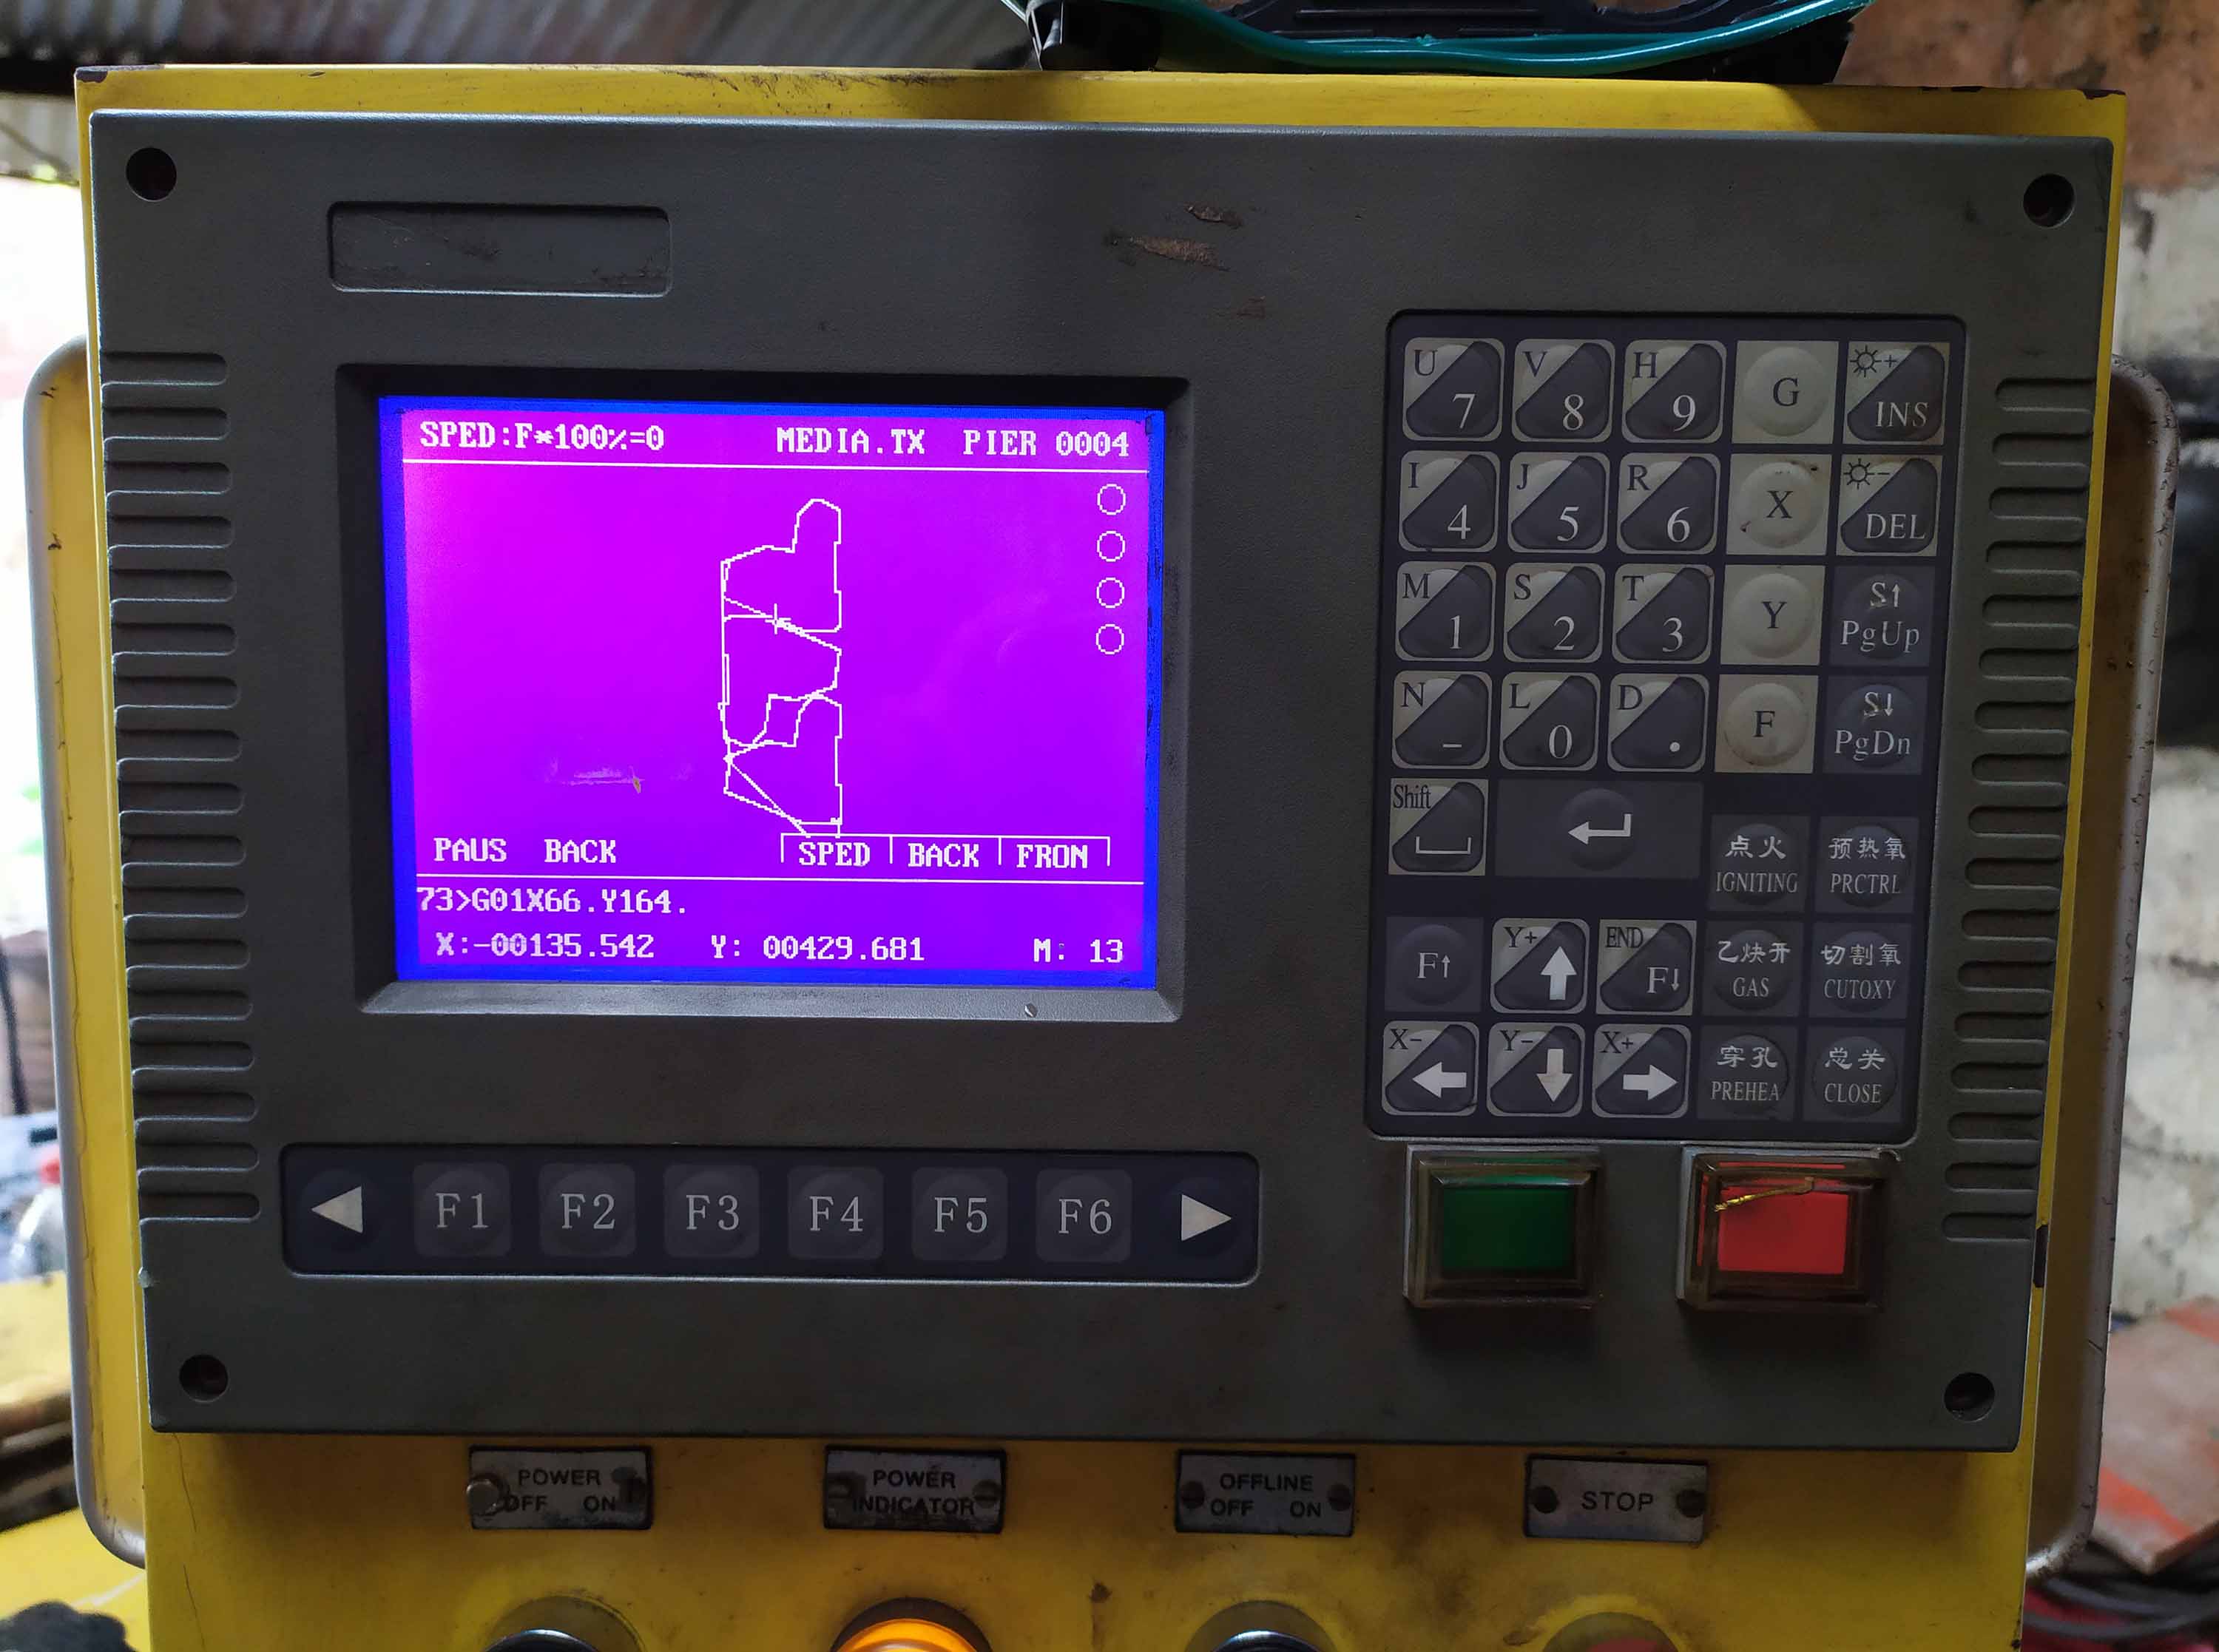 SPED:F*100%=0 MEDIA.TX PIER 0004
PAUS BACK SPED BACK FRON
73>G01X66.Y164.
X:-00135.542 Y: 00429.681 M: 13
U 7 V 8 H 9 G + INS
I 4 J 5 R 6 X - DEL
M 1 S 2 T 3 Y S↑ PgUp
N - L 0 D . F S↓ PgDn
Shift
点火 IGNITING 预热氧 PRCTRL
F↑ Y+ END F↓ 乙炔开 GAS 切割氧 CUTOXY
X- Y- X+ 穿孔 PREHEA 总关 CLOSE
F1 F2 F3 F4 F5 F6
POWER
OFF ON
POWER
INDICATOR
OFFLINE
OFF ON
STOP